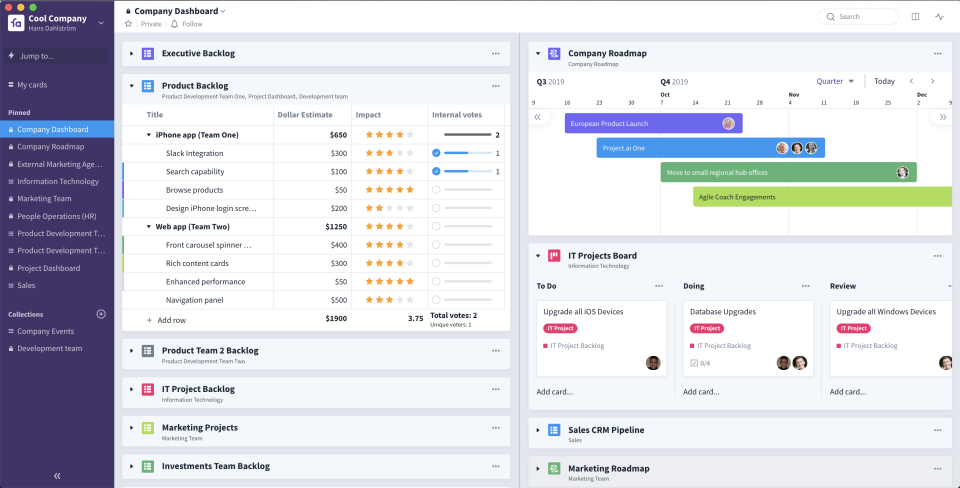 Cool Company
Hans Dahlström
Jump to...
My cards
Pinned
Company Dashboard
Company Roadmap
External Marketing Age...
Information Technology
Marketing Team
People Operations (HR)
Product Development T...
Product Development T...
Project Dashboard
Sales
Collections
Company Events
Development team
Company Dashboard
Private Follow
Search
Executive Backlog
Product Backlog
Product Development Team One, Project Dashboard, Development team
Title Dollar Estimate Impact Internal votes
iPhone app (Team One) $650 2
Slack Integration $300 1
Search capability $100 1
Browse products $50
Design iPhone login scre... $200
Web app (Team Two) $1250
Front carousel spinner ... $400
Rich content cards $300
Enhanced performance $50
Navigation panel $500
+ Add row $1900 3.75 Total votes: 2
Unique voters: 1
Product Team 2 Backlog
Product Development Team Two
IT Project Backlog
Information Technology
Marketing Projects
Marketing Team
Investments Team Backlog
Company Roadmap
Company Roadmap
Q3 2019 Q4 2019 Quarter Today
Oct Nov Dec
9 16 23 30 7 14 21 28 4 11 18 25 2 9
European Product Launch
Project.ai One
Move to small regional hub offices
Agile Coach Engagements
IT Projects Board
Information Technology
To Do Doing Review
Upgrade all iOS Devices Database Upgrades Upgrade all Windows Devices
IT Project IT Project IT Project
IT Project Backlog IT Project Backlog IT Project Backlog
0/4
Add card... Add card... Add card...
Sales CRM Pipeline
Sales
Marketing Roadmap
Marketing Team